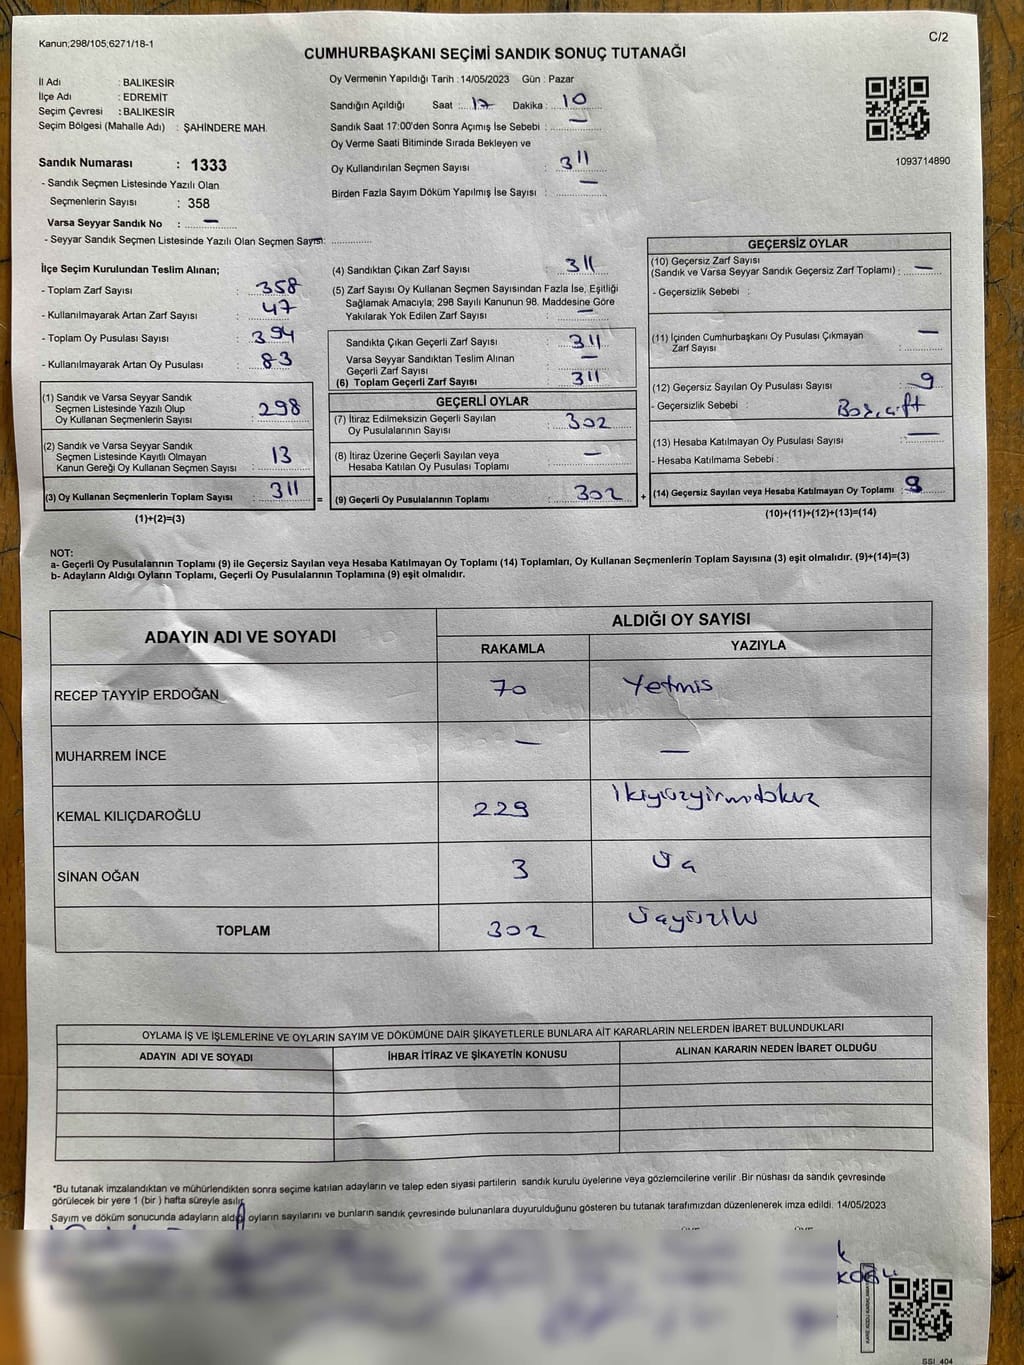 Kanun;298/105;6271/18-1
C/2
CUMHURBAŞKANI SEÇİMİ SANDIK SONUÇ TUTANAĞI
İl Adı : BALIKESİR
İlçe Adı : EDREMİT
Seçim Çevresi : BALIKESİR
Seçim Bölgesi (Mahalle Adı) : ŞAHİNDERE MAH.
Sandık Numarası : 1333
- Sandık Seçmen Listesinde Yazılı Olan
Seçmenlerin Sayısı : 358
Varsa Seyyar Sandık No : —
- Seyyar Sandık Seçmen Listesinde Yazılı Olan Seçmen Sayısı: ..............
Oy Vermenin Yapıldığı Tarih : 14/05/2023 Gün : Pazar
Sandığın Açıldığı Saat : 17 Dakika : 10
Sandık Saat 17:00'den Sonra Açımış İse Sebebi : —
Oy Verme Saati Bitiminde Sırada Bekleyen ve
Oy Kullandırılan Seçmen Sayısı : 311
Birden Fazla Sayım Döküm Yapılmış İse Sayısı : —
1093714890
İlçe Seçim Kurulundan Teslim Alınan;
- Toplam Zarf Sayısı : 358
- Kullanılmayarak Artan Zarf Sayısı : 47
- Toplam Oy Pusulası Sayısı : 394
- Kullanılmayarak Artan Oy Pusulası : 83
(1) Sandık ve Varsa Seyyar Sandık
Seçmen Listesinde Yazılı Olup
Oy Kullanan Seçmenlerin Sayısı : 298
(2) Sandık ve Varsa Seyyar Sandık
Seçmen Listesinde Kayıtlı Olmayan
Kanun Gereği Oy Kullanan Seçmen Sayısı : 13
(3) Oy Kullanan Seçmenlerin Toplam Sayısı : 311
(1)+(2)=(3)
=
(4) Sandıktan Çıkan Zarf Sayısı : 311
(5) Zarf Sayısı Oy Kullanan Seçmen Sayısından Fazla İse, Eşitliği
Sağlamak Amacıyla; 298 Sayılı Kanunun 98. Maddesine Göre
Yakılarak Yok Edilen Zarf Sayısı : —
Sandıkta Çıkan Geçerli Zarf Sayısı : 311
Varsa Seyyar Sandıktan Teslim Alınan
Geçerli Zarf Sayısı : —
(6) Toplam Geçerli Zarf Sayısı : 311
GEÇERLİ OYLAR
(7) İtiraz Edilmeksizin Geçerli Sayılan
Oy Pusulalarının Sayısı : 302
(8) İtiraz Üzerine Geçerli Sayılan veya
Hesaba Katılan Oy Pusulası Toplamı : —
(9) Geçerli Oy Pusulalarının Toplamı : 302
+
GEÇERSİZ OYLAR
(10) Geçersiz Zarf Sayısı
(Sandık ve Varsa Seyyar Sandık Geçersiz Zarf Toplamı) : —
- Geçersizlik Sebebi :
(11) İçinden Cumhurbaşkanı Oy Pusulası Çıkmayan
Zarf Sayısı : —
(12) Geçersiz Sayılan Oy Pusulası Sayısı : 9
- Geçersizlik Sebebi : Boş, çift
(13) Hesaba Katılmayan Oy Pusulası Sayısı : —
- Hesaba Katılmama Sebebi :
(14) Geçersiz Sayılan veya Hesaba Katılmayan Oy Toplamı : 9
(10)+(11)+(12)+(13)=(14)
NOT:
a- Geçerli Oy Pusulalarının Toplamı (9) ile Geçersiz Sayılan veya Hesaba Katılmayan Oy Toplamı (14) Toplamları, Oy Kullanan Seçmenlerin Toplam Sayısına (3) eşit olmalıdır. (9)+(14)=(3)
b- Adayların Aldığı Oyların Toplamı, Geçerli Oy Pusulalarının Toplamına (9) eşit olmalıdır.
ADAYIN ADI VE SOYADI ALDIĞI OY SAYISI
RAKAMLA YAZIYLA
RECEP TAYYİP ERDOĞAN 70 Yetmis
MUHARREM İNCE — —
KEMAL KILIÇDAROĞLU 229 ikiyüzyirmidokuz
SİNAN OĞAN 3 Üç
TOPLAM 302 Üçyüziki
OYLAMA İŞ VE İŞLEMLERİNE VE OYLARIN SAYIM VE DÖKÜMÜNE DAİR ŞİKAYETLERLE BUNLARA AİT KARARLARIN NELERDEN İBARET BULUNDUKLARI
ADAYIN ADI VE SOYADI İHBAR İTİRAZ VE ŞİKAYETİN KONUSU ALINAN KARARIN NEDEN İBARET OLDUĞU
*Bu tutanak imzalandıktan ve mühürlendikten sonra seçime katılan adayların ve talep eden siyasi partilerin sandık kurulu üyelerine veya gözlemcilerine verilir. Bir nüshası da sandık çevresinde
görülecek bir yere 1 (bir) hafta süreyle asılır.
Sayım ve döküm sonucunda adayların aldığı oyların sayılarını ve bunların sandık çevresinde bulunanlara duyurulduğunu gösteren bu tutanak tarafımızdan düzenlenerek imza edildi. 14/05/2023
SSI 404